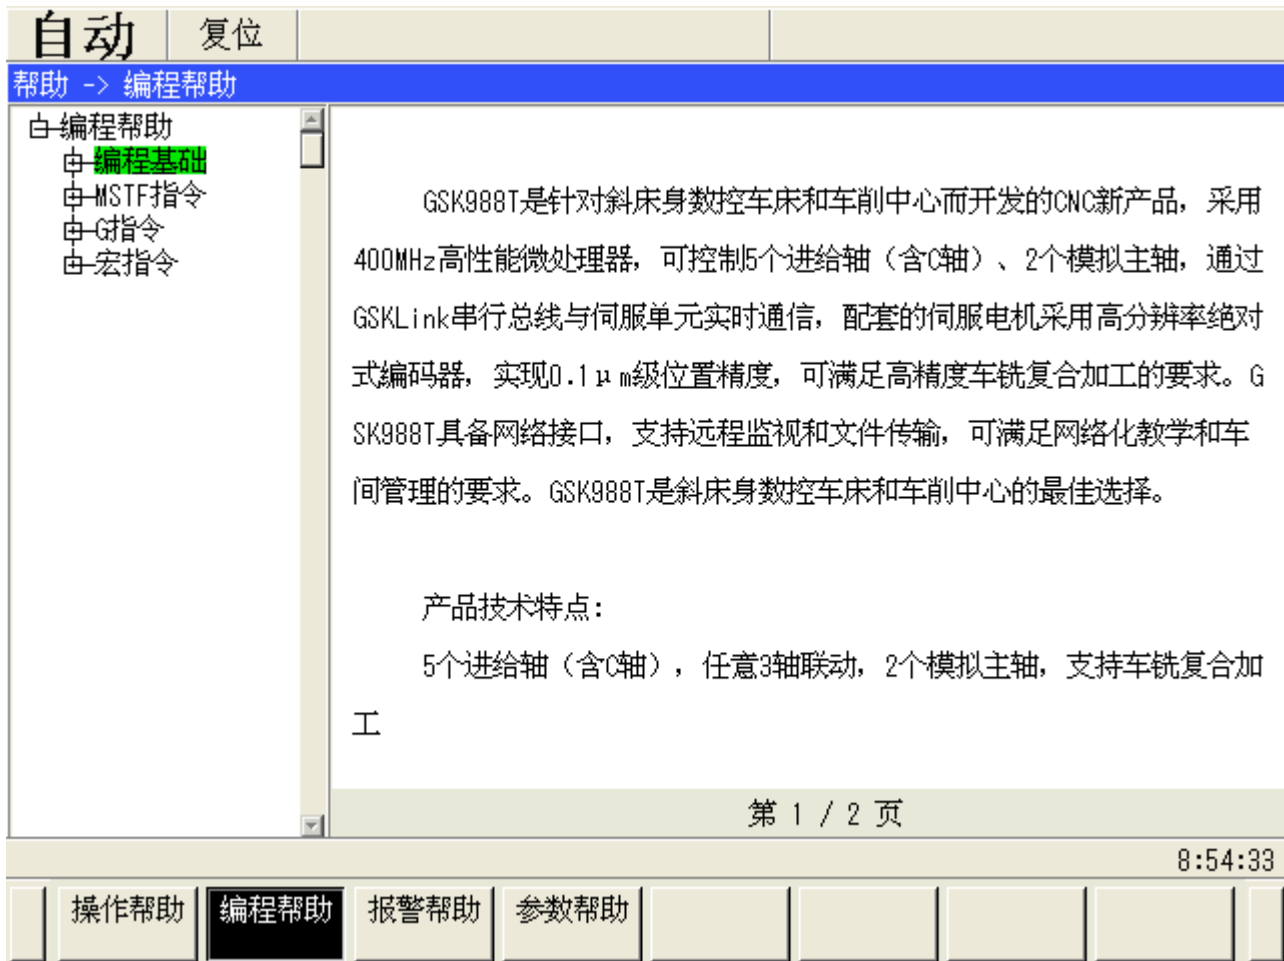 自动 复位
帮助 -> 编程帮助
编程帮助
编程基础
MSTF指令
G指令
宏指令
GSK988T是针对斜床身数控车床和车削中心而开发的CNC新产品，采用
400MHz高性能微处理器，可控制5个进给轴（含C轴）、2个模拟主轴，通过
GSKLink串行总线与伺服单元实时通信，配套的伺服电机采用高分辨率绝对
式编码器，实现0.1μm级位置精度，可满足高精度车铣复合加工的要求。G
SK988T具备网络接口，支持远程监视和文件传输，可满足网络化教学和车
间管理的要求。GSK988T是斜床身数控车床和车削中心的最佳选择。
产品技术特点：
5个进给轴（含C轴），任意3轴联动，2个模拟主轴，支持车铣复合加
工
第 1 / 2 页
8:54:33
操作帮助 编程帮助 报警帮助 参数帮助